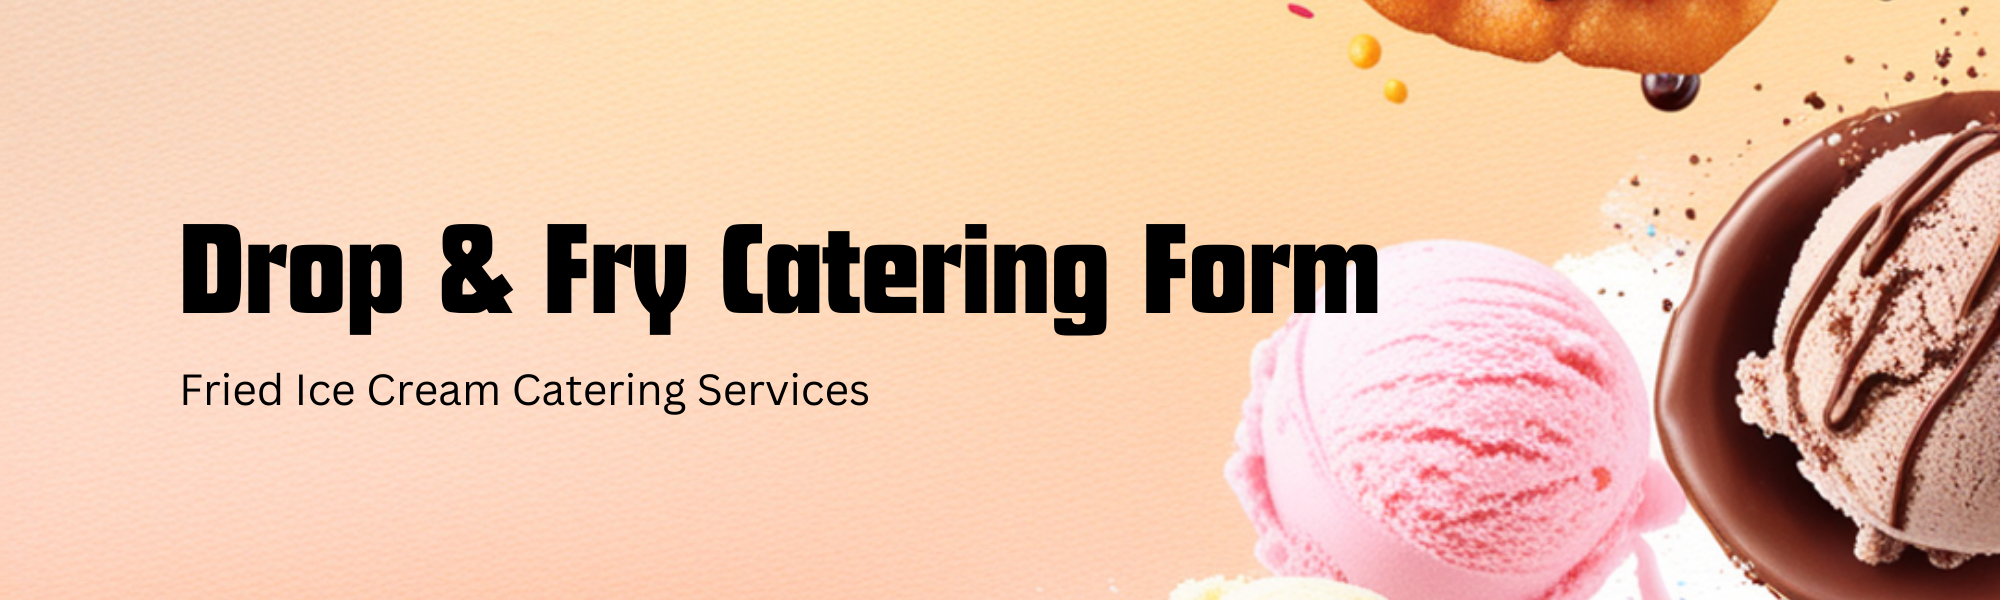 Drop & Fry Catering Form
Fried Ice Cream Catering Services